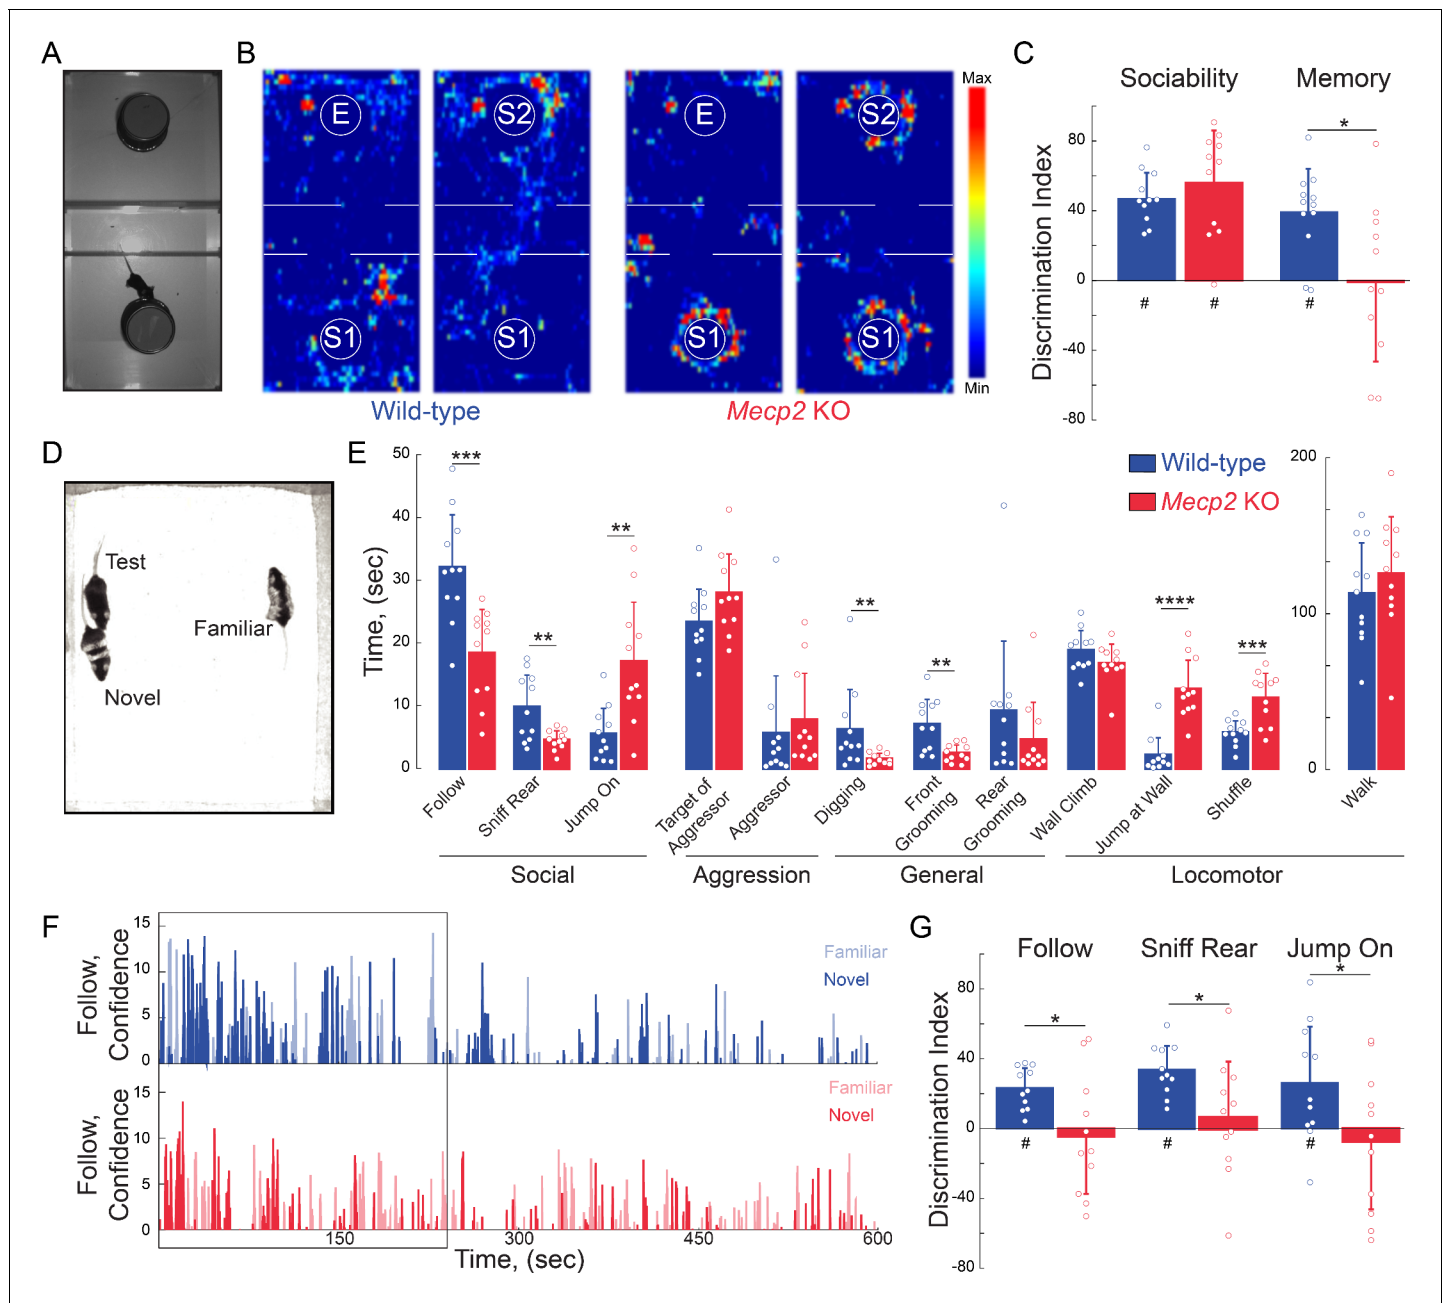 A
B
C
E
S2
E
S2
S1
S1
S1
S1
Max
Min
Wild-type
Mecp2 KO
Sociability
Memory
Discrimination Index
80
40
0
-40
-80
*
# # #
D
Test
Familiar
Novel
E
Time, (sec)
50
40
30
20
10
0
***
**
**
**
**
****
***
Wild-type
Mecp2 KO
200
100
0
Follow
Sniff Rear
Jump On
Target of
Aggressor
Aggressor
Digging
Front
Grooming
Rear
Grooming
Wall Climb
Jump at Wall
Shuffle
Walk
Social
Aggression
General
Locomotor
F
Follow,
Confidence
15
10
5
0
Familiar
Novel
Follow,
Confidence
15
10
5
0
Familiar
Novel
150
300
450
600
Time, (sec)
G
Follow
Sniff Rear
Jump On
Discrimination Index
80
40
0
-40
-80
*
*
*
# # #